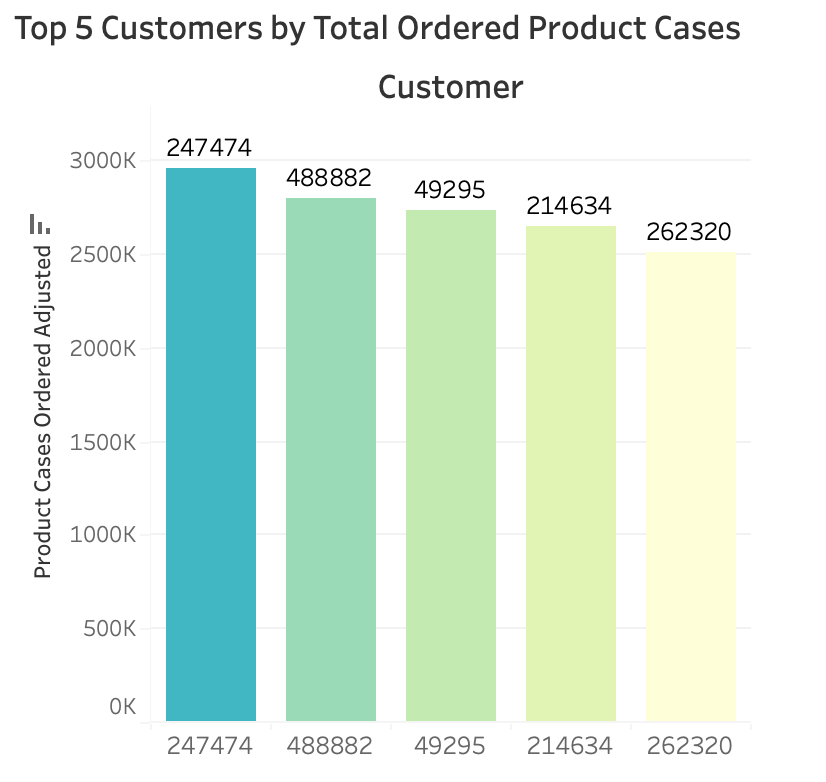 Top 5 Customers by Total Ordered Product Cases
Customer
Product Cases Ordered Adjusted
3000K
2500K
2000K
1500K
1000K
500K
0K
247474
488882
49295
214634
262320
247474
488882
49295
214634
262320